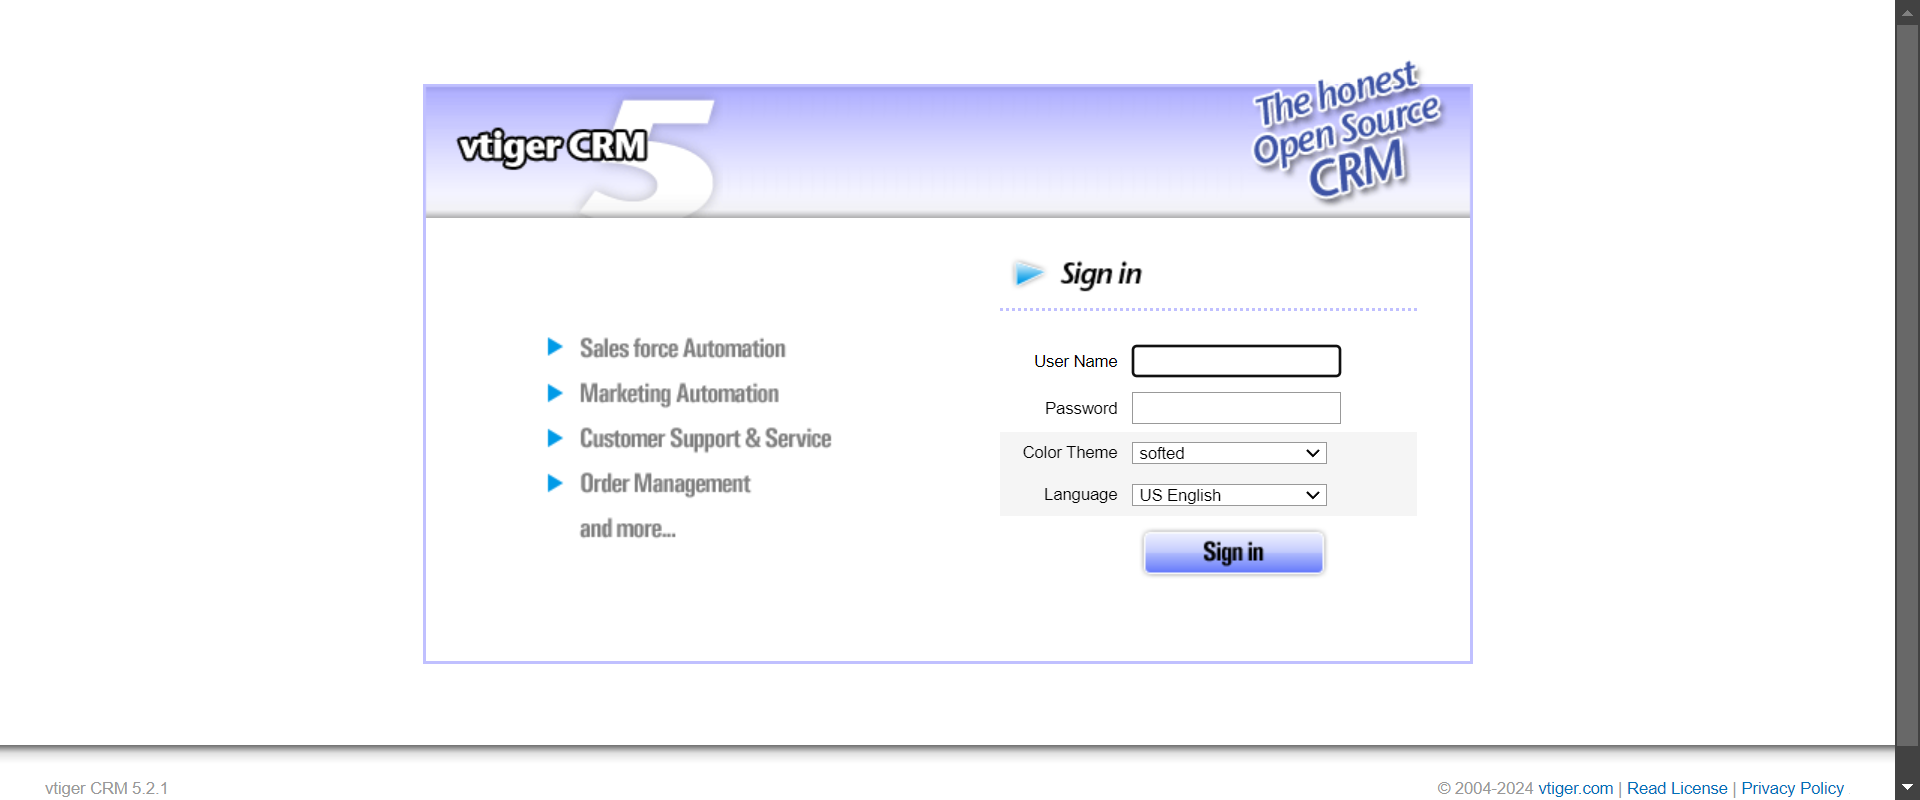 vtiger CRM 5
The honest
Open Source
CRM
Sign in
Sales force Automation
Marketing Automation
Customer Support & Service
Order Management
and more...
User Name
Password
Color Theme softed
Language US English
Sign in
vtiger CRM 5.2.1
© 2004-2024 vtiger.com | Read License | Privacy Policy